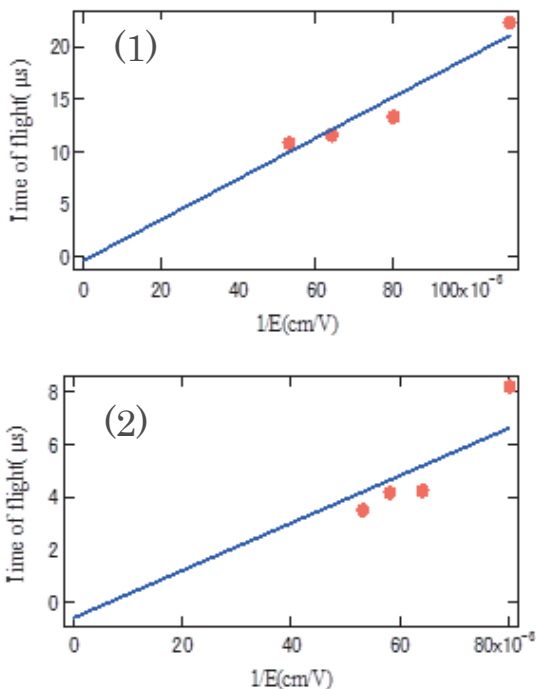 (1)
20
15
10
5
0
Time of flight( μs)
0 20 40 60 80 100x10⁻⁶
1/E(cm/V)
(2)
8
6
4
2
0
Time of flight( μs)
0 20 40 60 80x10⁻⁶
1/E(cm/V)